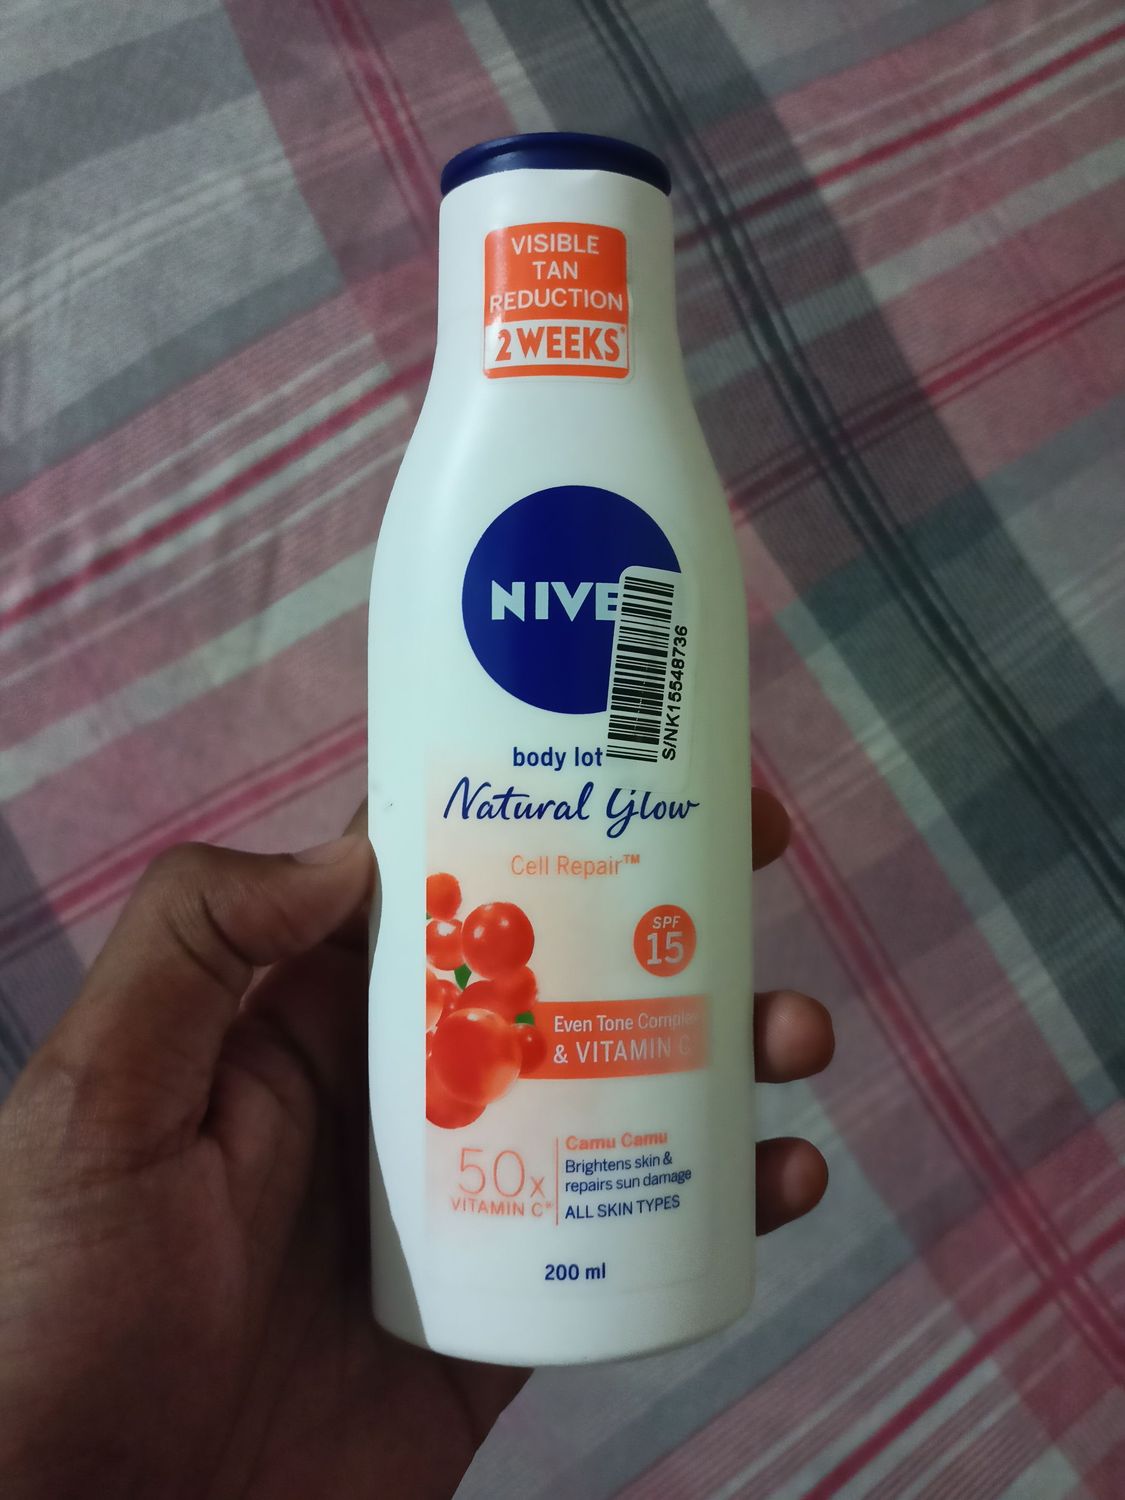 VISIBLE
TAN
REDUCTION
2 WEEKS*
NIVE
S/NK15548736
body lot
Natural Glow
Cell Repair™
SPF
15
Even Tone Complex
& VITAMIN C
50x
VITAMIN C*
Camu Camu
Brightens skin &
repairs sun damage
ALL SKIN TYPES
200 ml